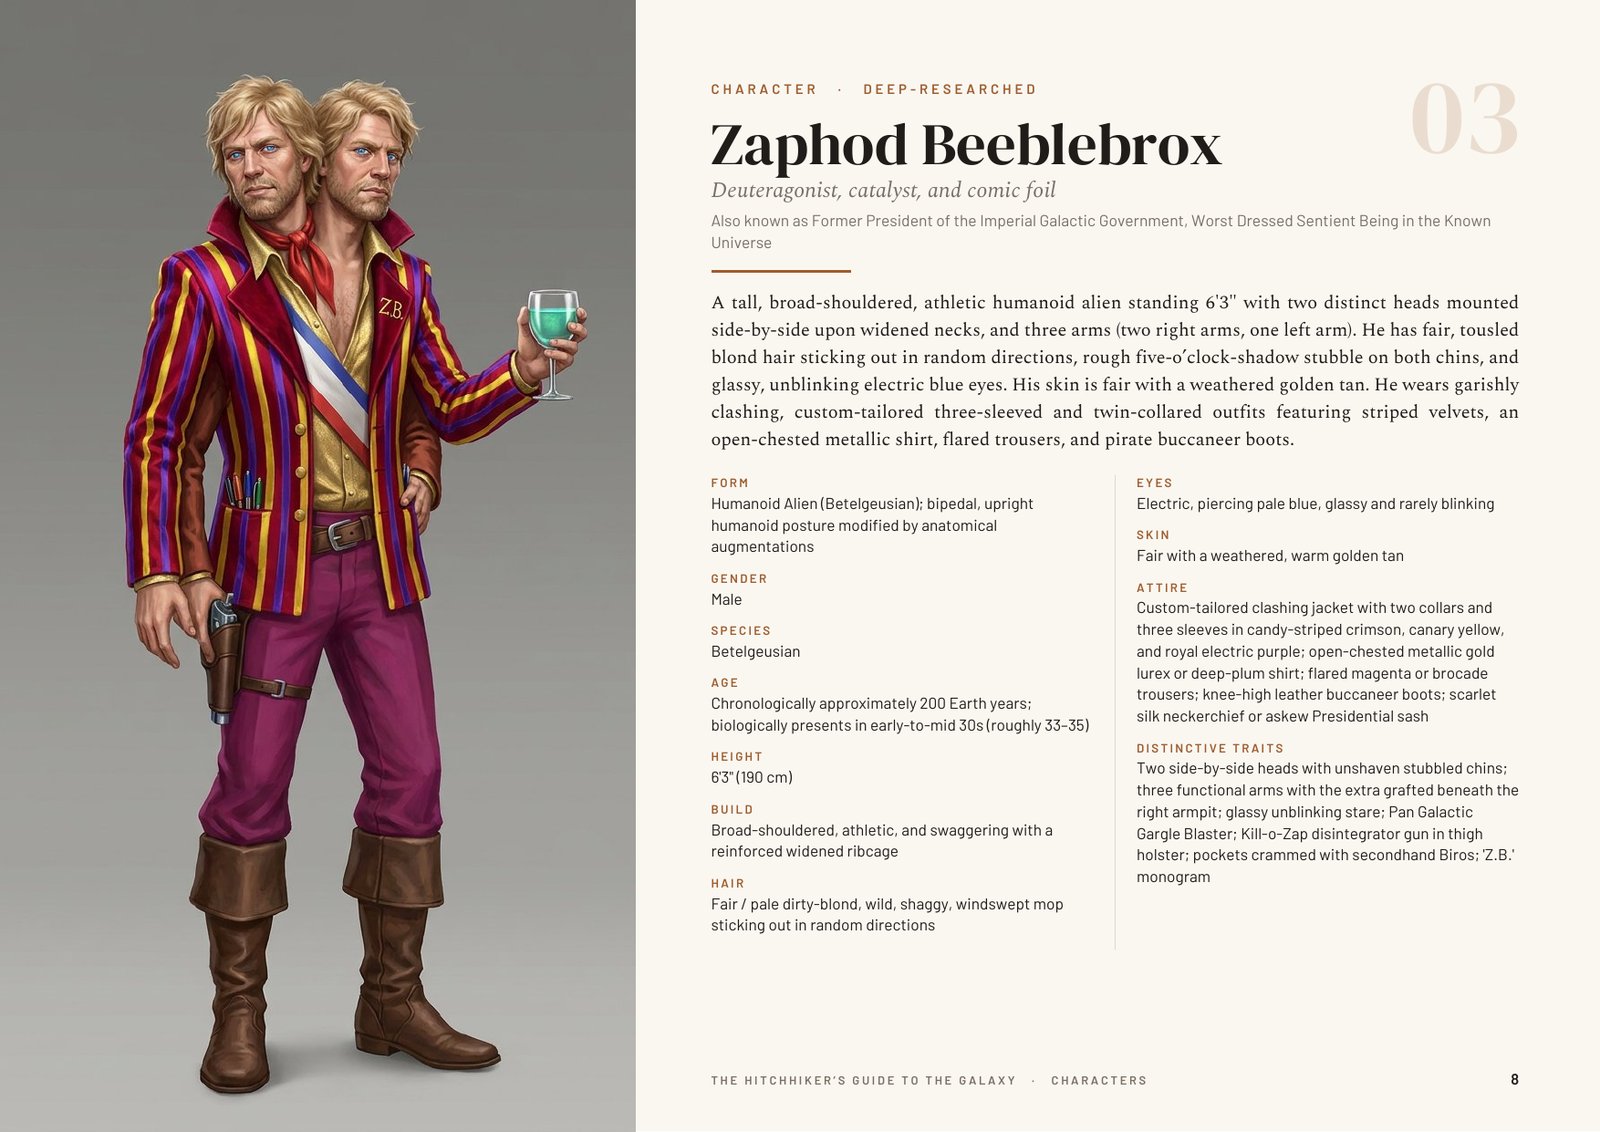 CHARACTER · DEEP-RESEARCHED
03
Zaphod Beeblebrox
Deuteragonist, catalyst, and comic foil
Also known as Former President of the Imperial Galactic Government, Worst Dressed Sentient Being in the Known
Universe
A tall, broad-shouldered, athletic humanoid alien standing 6'3" with two distinct heads mounted
side-by-side upon widened necks, and three arms (two right arms, one left arm). He has fair, tousled
blond hair sticking out in random directions, rough five-o’clock-shadow stubble on both chins, and
glassy, unblinking electric blue eyes. His skin is fair with a weathered golden tan. He wears garishly
clashing, custom-tailored three-sleeved and twin-collared outfits featuring striped velvets, an
open-chested metallic shirt, flared trousers, and pirate buccaneer boots.
FORM
Humanoid Alien (Betelgeusian); bipedal, upright
humanoid posture modified by anatomical
augmentations
GENDER
Male
SPECIES
Betelgeusian
AGE
Chronologically approximately 200 Earth years;
biologically presents in early-to-mid 30s (roughly 33–35)
HEIGHT
6'3" (190 cm)
BUILD
Broad-shouldered, athletic, and swaggering with a
reinforced widened ribcage
HAIR
Fair / pale dirty-blond, wild, shaggy, windswept mop
sticking out in random directions
EYES
Electric, piercing pale blue, glassy and rarely blinking
SKIN
Fair with a weathered, warm golden tan
ATTIRE
Custom-tailored clashing jacket with two collars and
three sleeves in candy-striped crimson, canary yellow,
and royal electric purple; open-chested metallic gold
lurex or deep-plum shirt; flared magenta or brocade
trousers; knee-high leather buccaneer boots; scarlet
silk neckerchief or askew Presidential sash
DISTINCTIVE TRAITS
Two side-by-side heads with unshaven stubbled chins;
three functional arms with the extra grafted beneath the
right armpit; glassy unblinking stare; Pan Galactic
Gargle Blaster; Kill-o-Zap disintegrator gun in thigh
holster; pockets crammed with secondhand Biros; 'Z.B.'
monogram
Z.B.
THE HITCHHIKER’S GUIDE TO THE GALAXY · CHARACTERS
8